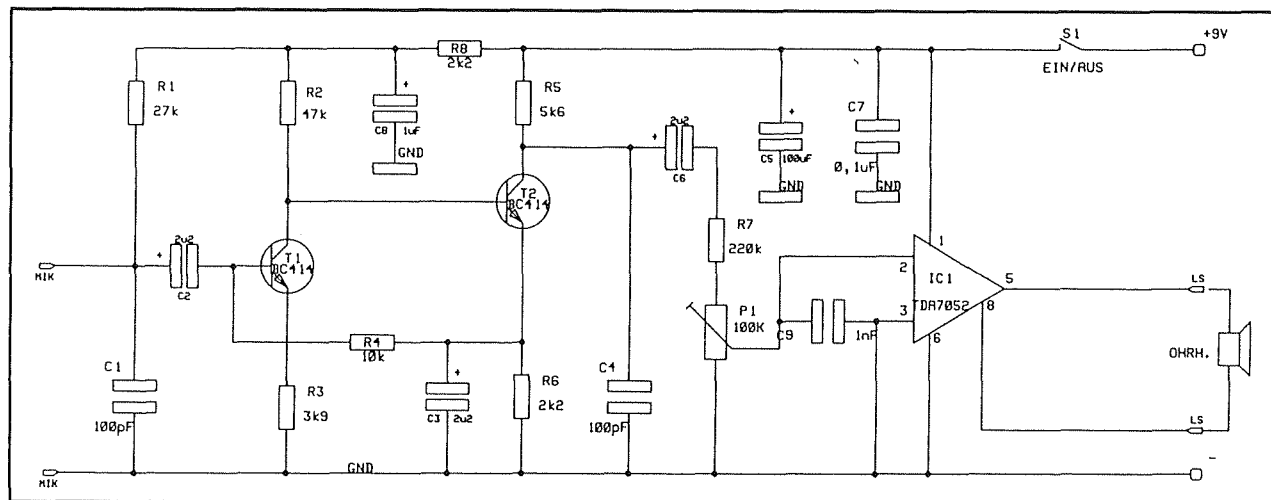 S1
+9V
EIN/AUS
R8
2k2
R1
27k
R2
47k
+
C8
1uF
GND
R5
5k6
2u2
+
C6
+
C5
100uF
GND
C7
0,1uF
GND
T2
BC414
R7
220k
2u2
+
C2
T1
BC414
MIK
1
2
IC1
TDA7052
3
5
8
6
P1
100K
C9
1nF
LS
OHRH.
LS
R4
10k
C1
100pF
R3
3k9
+
C3
2u2
R6
2k2
C4
100pF
MIK
GND
-